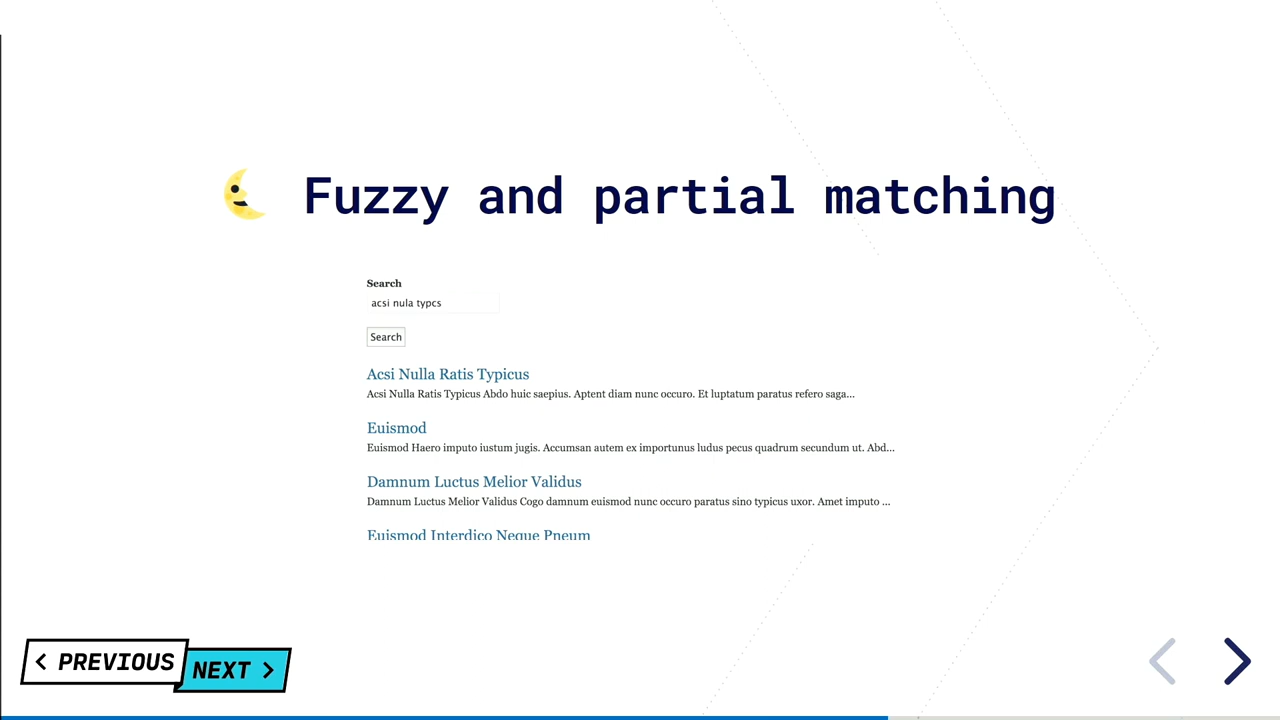 Fuzzy and partial matching
Search
acsi nula typcs
Search
Acsi Nulla Ratis Typicus
Acsi Nulla Ratis Typicus Abdo huic saepius. Aptent diam nunc occuro. Et luptatum paratus refero saga...
Euismod
Euismod Haero imputo iustum jugis. Accumsan autem ex importunus ludus pecus quadrum secundum ut. Abd...
Damnum Luctus Melior Validus
Damnum Luctus Melior Validus Cogo damnum euismod nunc occuro paratus sino typicus uxor. Amet imputo ...
Euismod Interdico Neque Pneum
PREVIOUS
NEXT